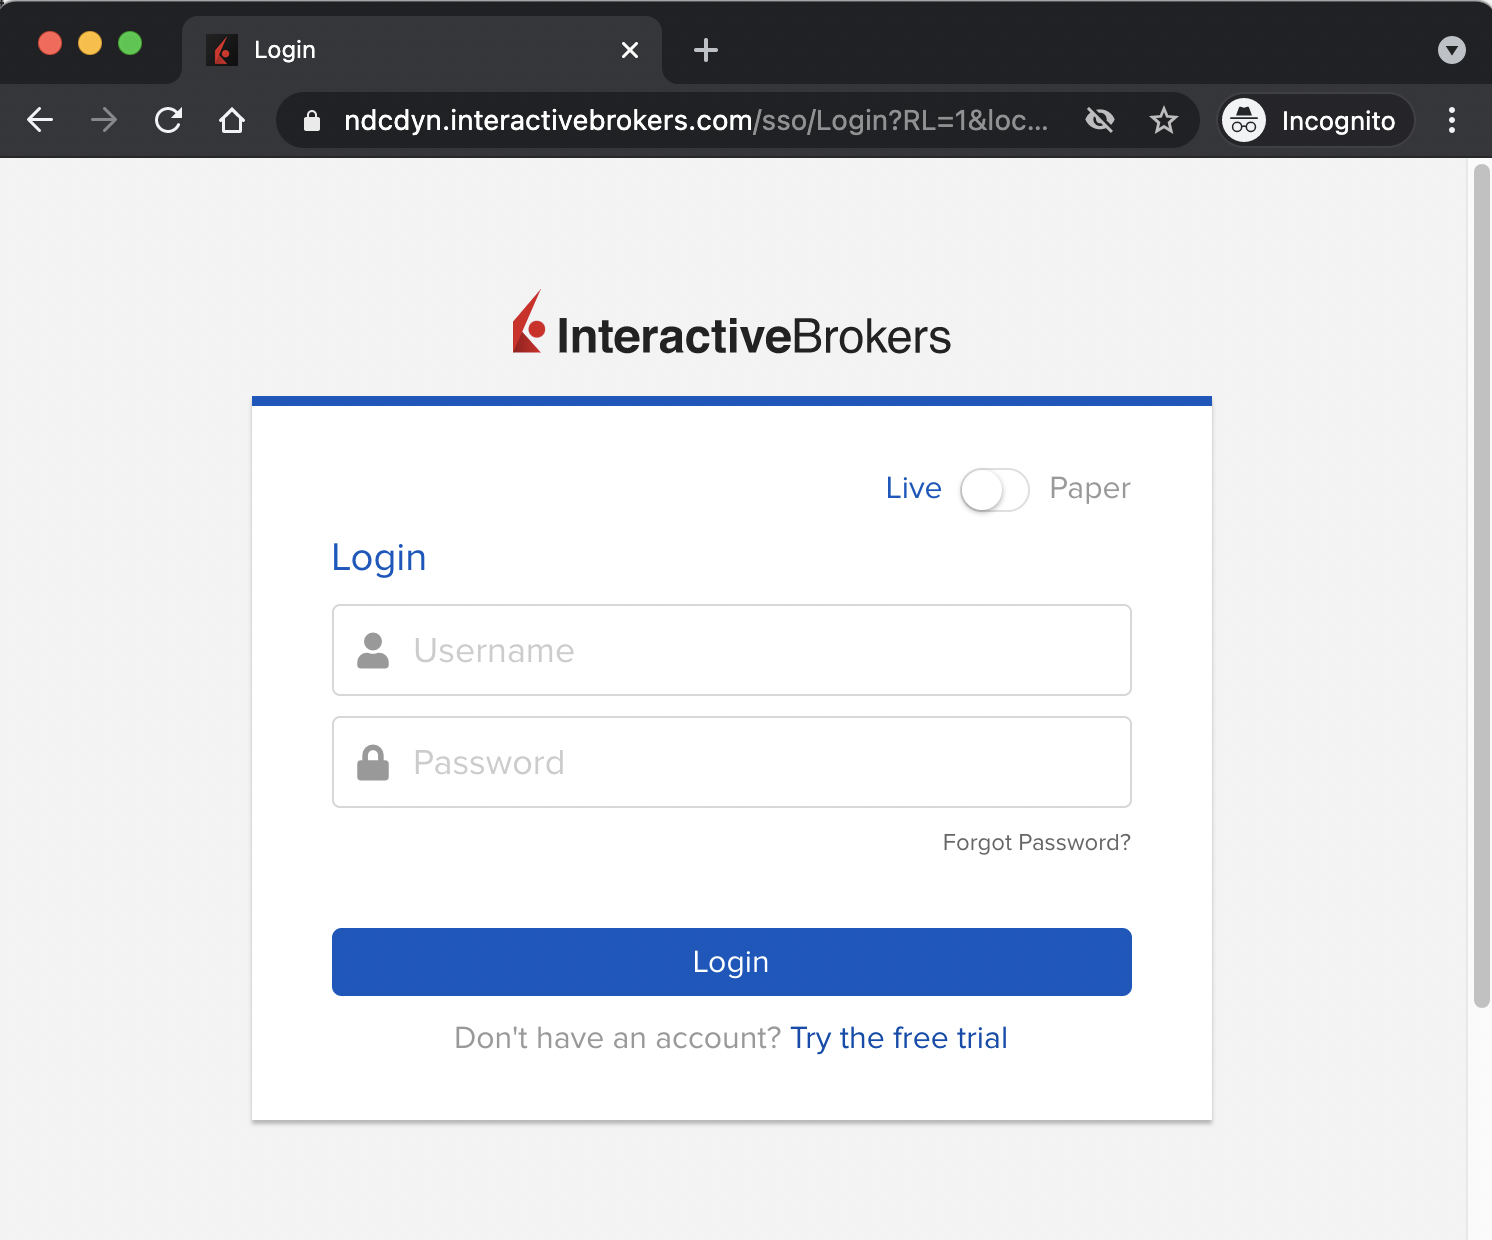 Login
ndcdyn.interactivebrokers.com/sso/Login?RL=1&loc...
Incognito
InteractiveBrokers
Live Paper
Login
Username
Password
Forgot Password?
Login
Don't have an account? Try the free trial